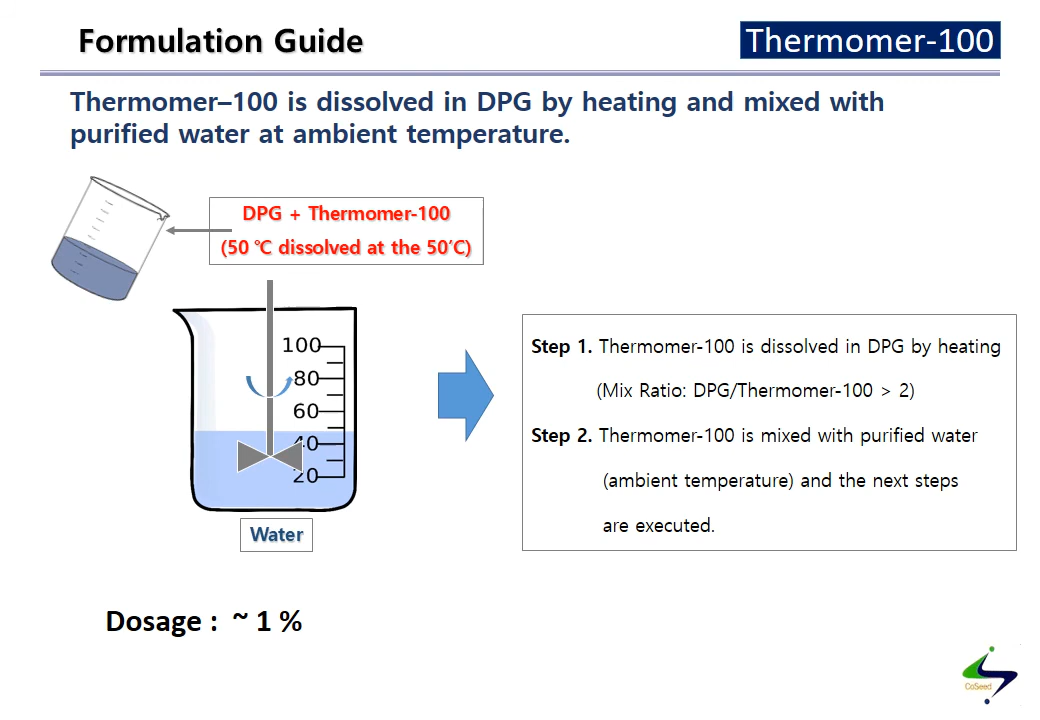 Formulation Guide
Thermomer-100
Thermomer–100 is dissolved in DPG by heating and mixed with
purified water at ambient temperature.
DPG + Thermomer-100
(50 ℃ dissolved at the 50′C)
100
80
60
40
20
Water
Step 1. Thermomer-100 is dissolved in DPG by heating
(Mix Ratio: DPG/Thermomer-100 > 2)
Step 2. Thermomer-100 is mixed with purified water
(ambient temperature) and the next steps
are executed.
Dosage : ~ 1 %
CoSeed